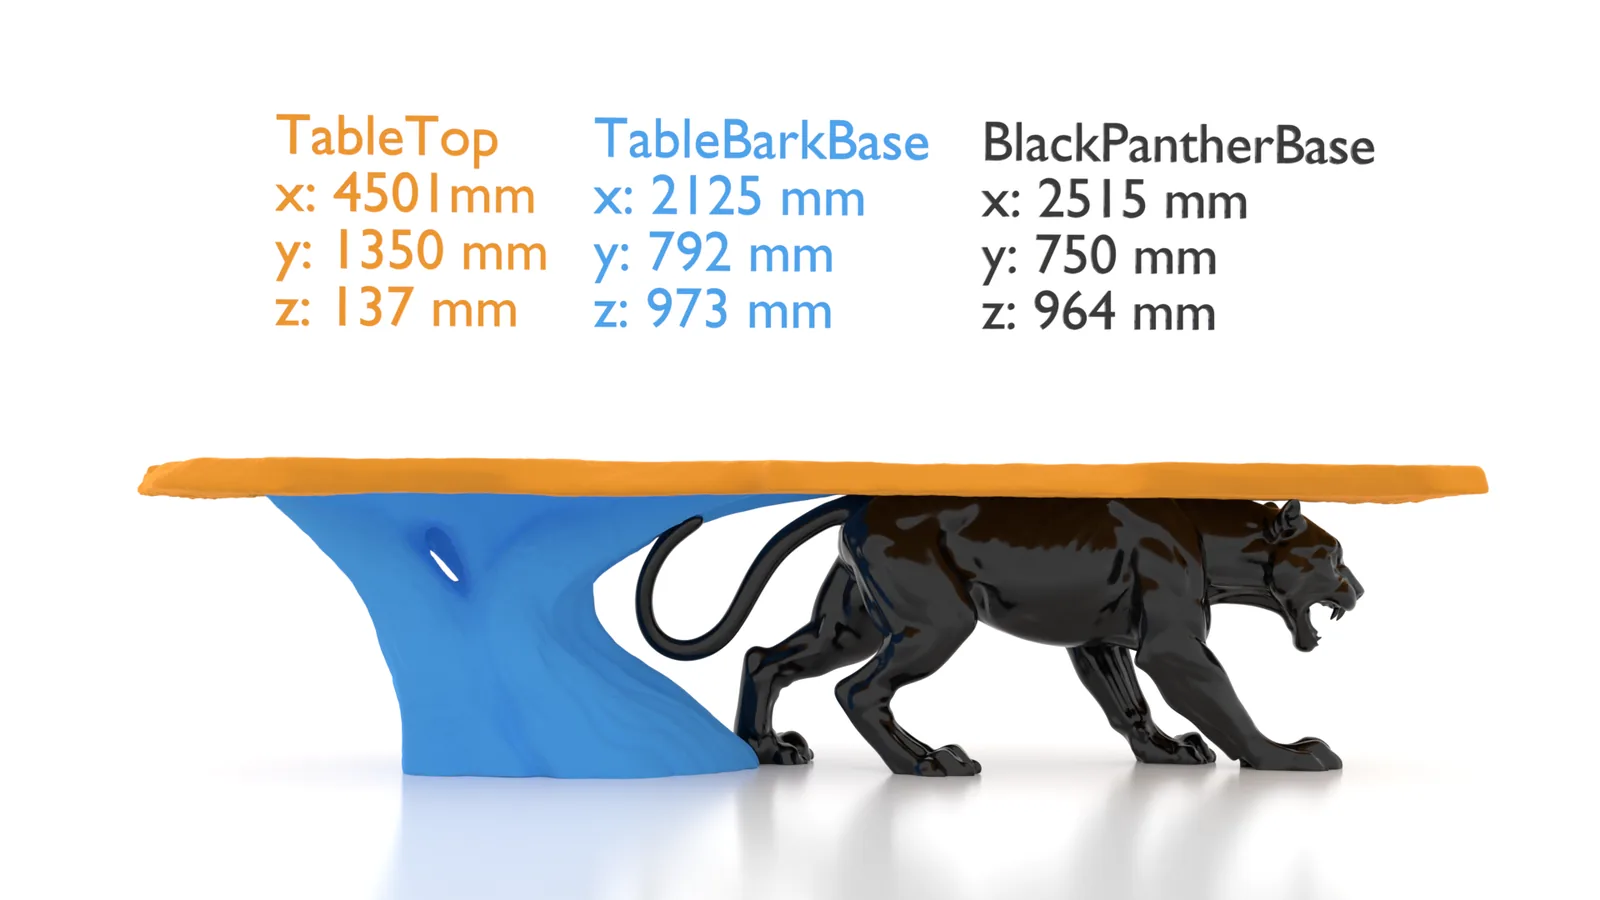 TableTop
x: 4501mm
y: 1350 mm
z: 137 mm
TableBarkBase
x: 2125 mm
y: 792 mm
z: 973 mm
BlackPantherBase
x: 2515 mm
y: 750 mm
z: 964 mm